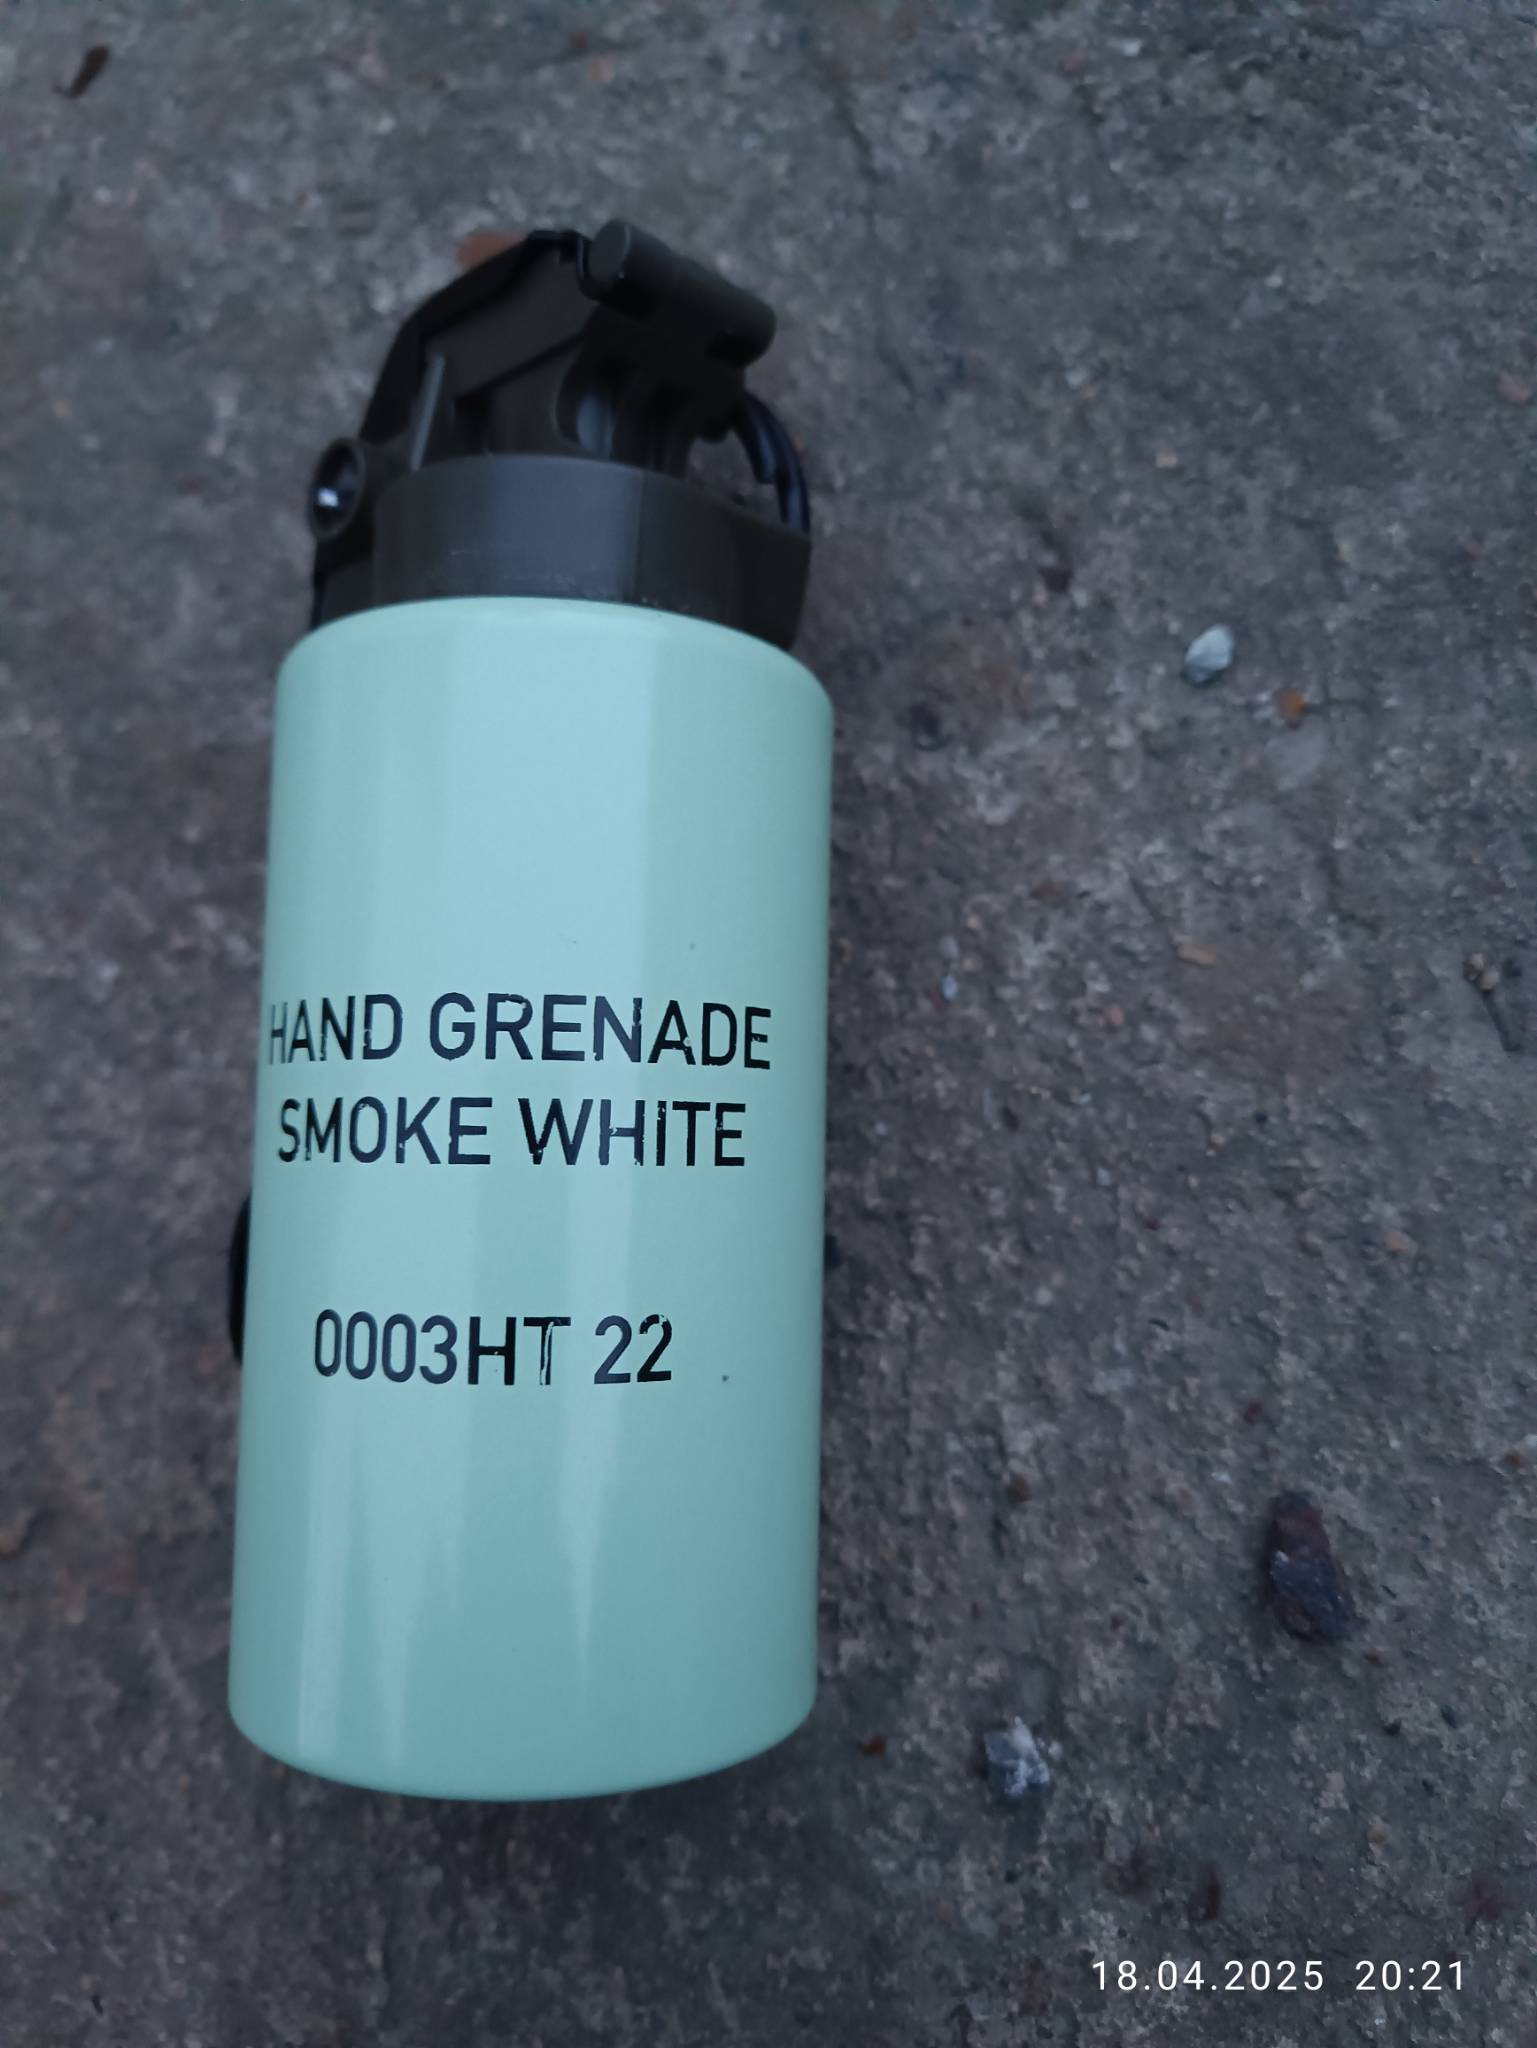 HAND GRENADE
SMOKE WHITE
0003HT 22
18.04.2025 20:21